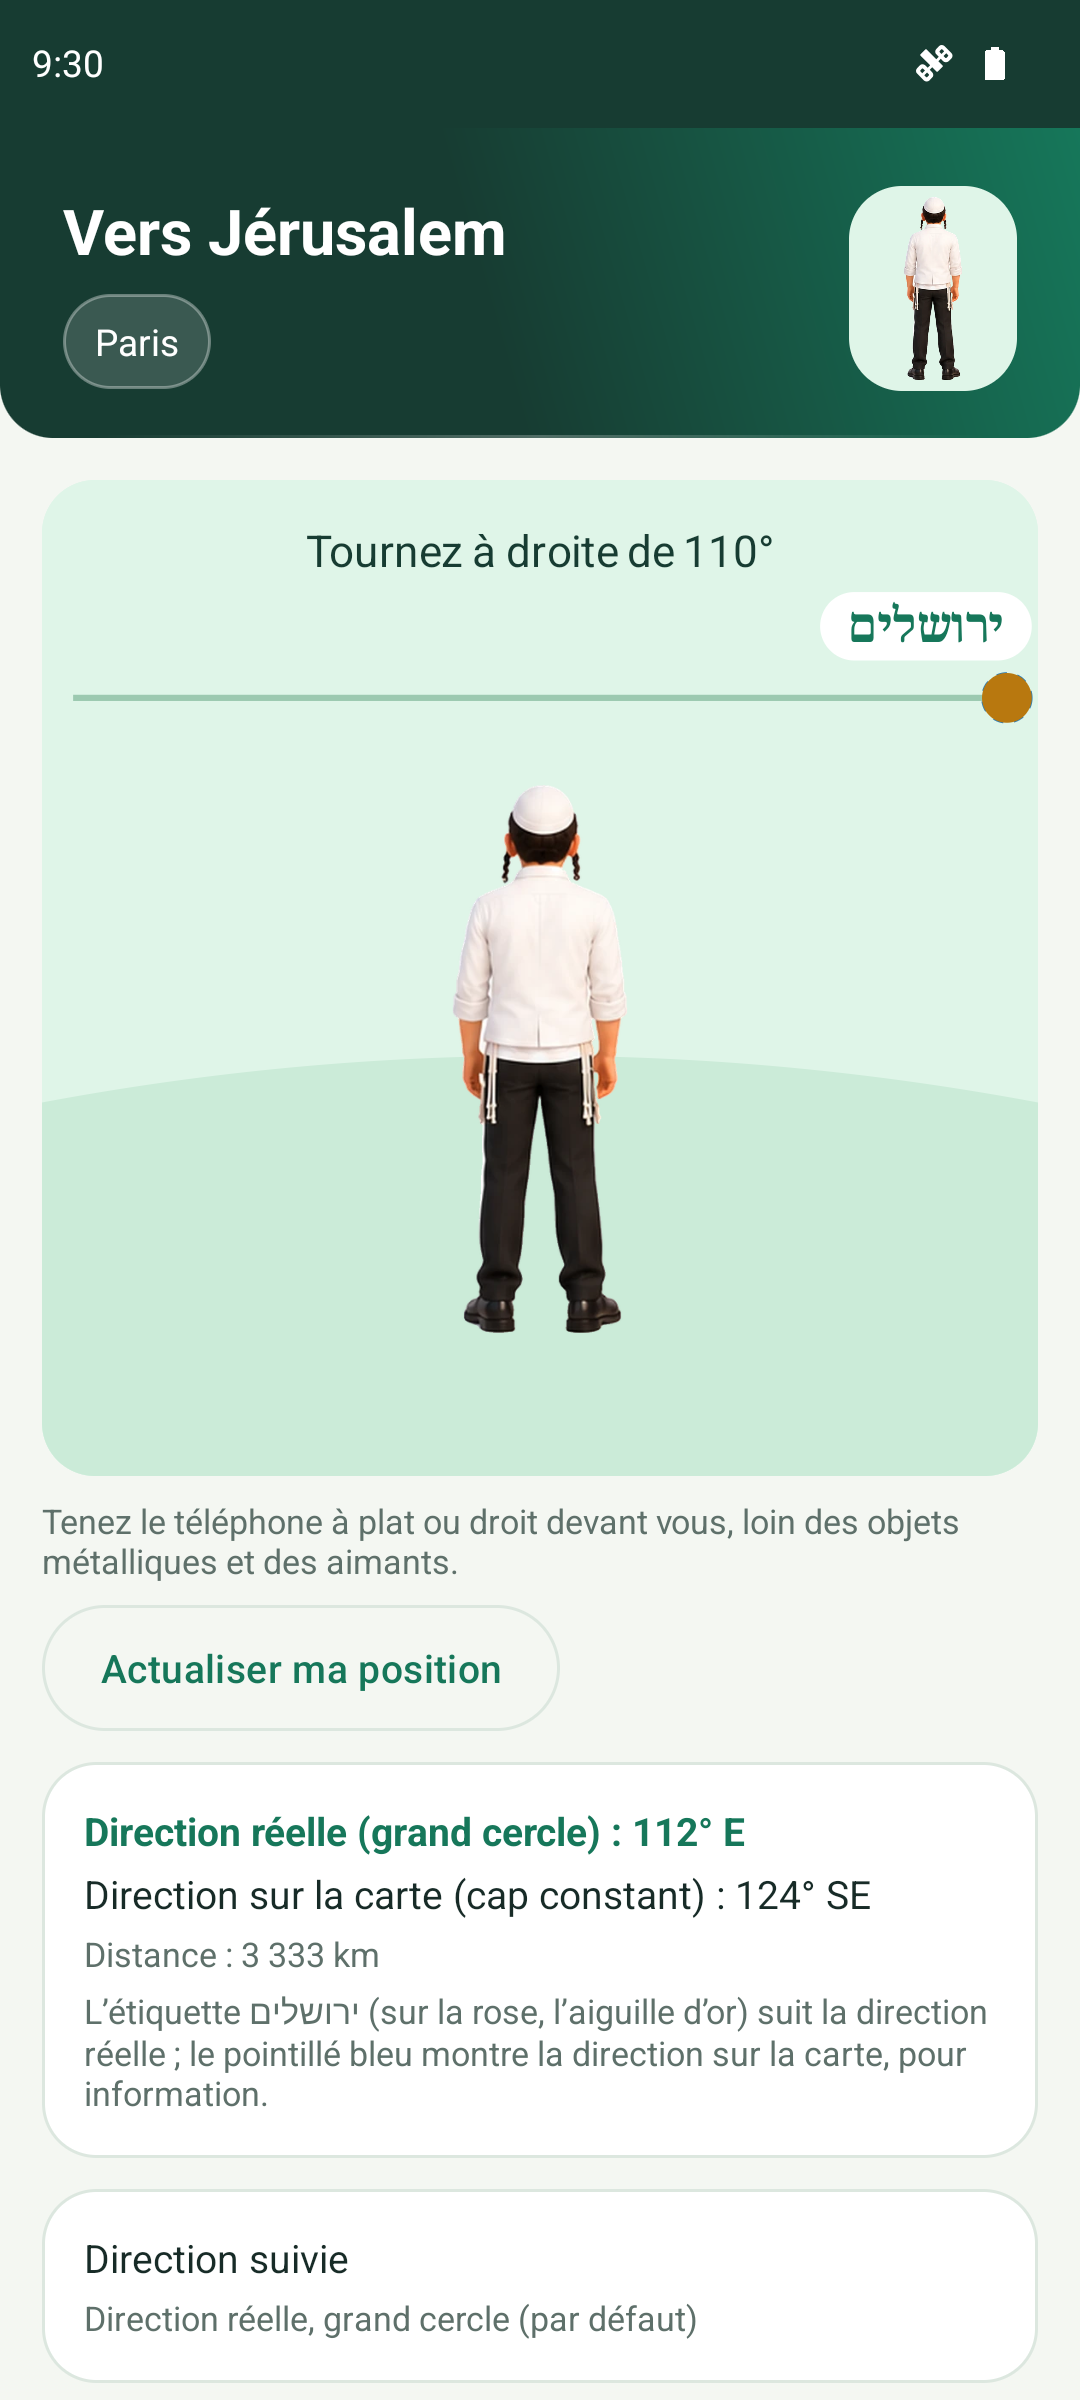 9:30
Vers Jérusalem
Paris
Tournez à droite de 110°
ירושלים
Tenez le téléphone à plat ou droit devant vous, loin des objets
métalliques et des aimants.
Actualiser ma position
Direction réelle (grand cercle) : 112° E
Direction sur la carte (cap constant) : 124° SE
Distance : 3 333 km
L’étiquette ירושלים (sur la rose, l’aiguille d’or) suit la direction
réelle ; le pointillé bleu montre la direction sur la carte, pour
information.
Direction suivie
Direction réelle, grand cercle (par défaut)